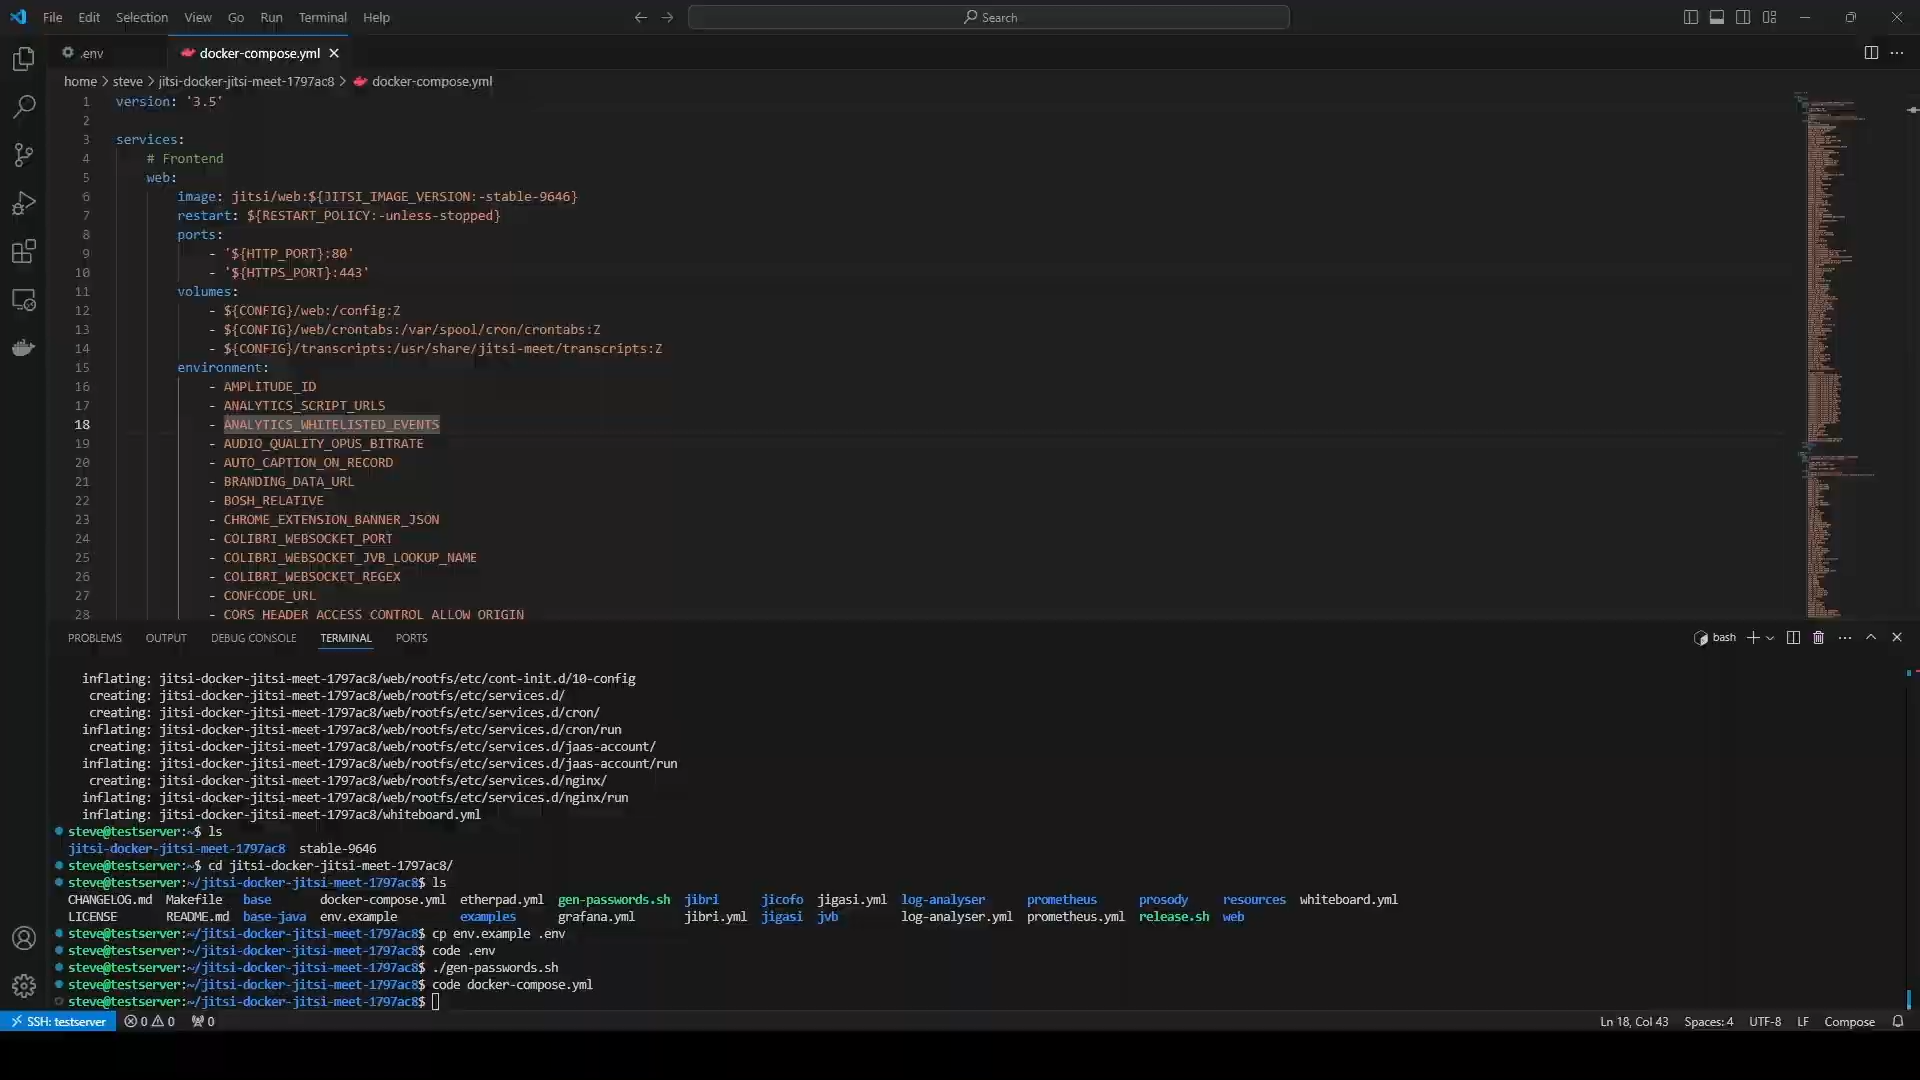 File Edit Selection View Go Run Terminal Help
Search
.env
docker-compose.yml
home > steve > jitsi-docker-jitsi-meet-1797ac8 > docker-compose.yml
1 version: '3.5'
2
3 services:
4 # Frontend
5 web:
6 image: jitsi/web:${JITSI_IMAGE_VERSION:-stable-9646}
7 restart: ${RESTART_POLICY:-unless-stopped}
8 ports:
9 - '${HTTP_PORT}:80'
10 - '${HTTPS_PORT}:443'
11 volumes:
12 - ${CONFIG}/web:/config:Z
13 - ${CONFIG}/web/crontabs:/var/spool/cron/crontabs:Z
14 - ${CONFIG}/transcripts:/usr/share/jitsi-meet/transcripts:Z
15 environment:
16 - AMPLITUDE_ID
17 - ANALYTICS_SCRIPT_URLS
18 - ANALYTICS_WHITELISTED_EVENTS
19 - AUDIO_QUALITY_OPUS_BITRATE
20 - AUTO_CAPTION_ON_RECORD
21 - BRANDING_DATA_URL
22 - BOSH_RELATIVE
23 - CHROME_EXTENSION_BANNER_JSON
24 - COLIBRI_WEBSOCKET_PORT
25 - COLIBRI_WEBSOCKET_JVB_LOOKUP_NAME
26 - COLIBRI_WEBSOCKET_REGEX
27 - CONFCODE_URL
28 - CORS_HEADER_ACCESS_CONTROL_ALLOW_ORIGIN
PROBLEMS OUTPUT DEBUG CONSOLE TERMINAL PORTS
bash
inflating: jitsi-docker-jitsi-meet-1797ac8/web/rootfs/etc/cont-init.d/10-config
creating: jitsi-docker-jitsi-meet-1797ac8/web/rootfs/etc/services.d/
creating: jitsi-docker-jitsi-meet-1797ac8/web/rootfs/etc/services.d/cron/
inflating: jitsi-docker-jitsi-meet-1797ac8/web/rootfs/etc/services.d/cron/run
creating: jitsi-docker-jitsi-meet-1797ac8/web/rootfs/etc/services.d/jaas-account/
inflating: jitsi-docker-jitsi-meet-1797ac8/web/rootfs/etc/services.d/jaas-account/run
creating: jitsi-docker-jitsi-meet-1797ac8/web/rootfs/etc/services.d/nginx/
inflating: jitsi-docker-jitsi-meet-1797ac8/web/rootfs/etc/services.d/nginx/run
inflating: jitsi-docker-jitsi-meet-1797ac8/whiteboard.yml
steve@testserver:~$ ls
jitsi-docker-jitsi-meet-1797ac8 stable-9646
steve@testserver:~$ cd jitsi-docker-jitsi-meet-1797ac8/
steve@testserver:~/jitsi-docker-jitsi-meet-1797ac8$ ls
CHANGELOG.md Makefile base docker-compose.yml etherpad.yml gen-passwords.sh jibri jicofo jigasi.yml log-analyser prometheus prosody resources whiteboard.yml
LICENSE README.md base-java env.example examples grafana.yml jibri.yml jigasi jvb log-analyser.yml prometheus.yml release.sh web
steve@testserver:~/jitsi-docker-jitsi-meet-1797ac8$ cp env.example .env
steve@testserver:~/jitsi-docker-jitsi-meet-1797ac8$ code .env
steve@testserver:~/jitsi-docker-jitsi-meet-1797ac8$ ./gen-passwords.sh
steve@testserver:~/jitsi-docker-jitsi-meet-1797ac8$ code docker-compose.yml
steve@testserver:~/jitsi-docker-jitsi-meet-1797ac8$
SSH: testserver 0 0 0 Ln 18, Col 43 Spaces: 4 UTF-8 LF Compose